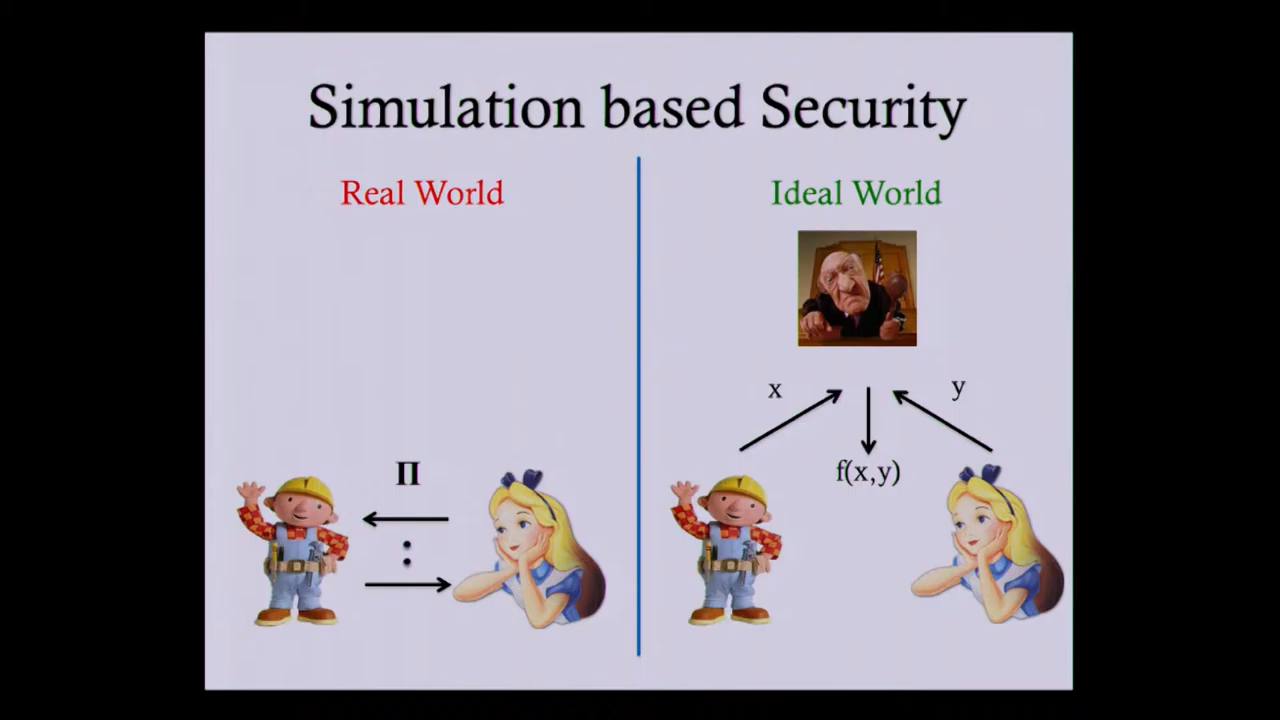 Simulation based Security
Real World
Ideal World
x
y
f(x,y)
Π